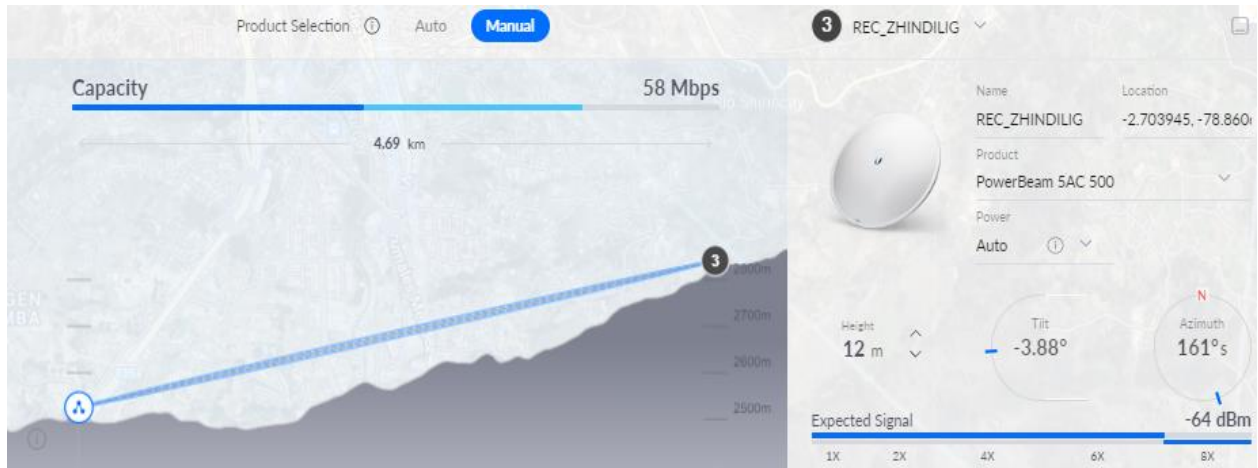 Product Selection Auto Manual
3 REC_ZHINDILIG
Capacity 58 Mbps
4.69 km
3
2800m
2700m
2600m
2500m
Name Location
REC_ZHINDILIG -2.703945, -78.860
Product
PowerBeam 5AC 500
Power
Auto
Height
12 m
Tilt
-3.88°
N
Azimuth
161°s
Expected Signal -64 dBm
1X 2X 4X 6X 8X